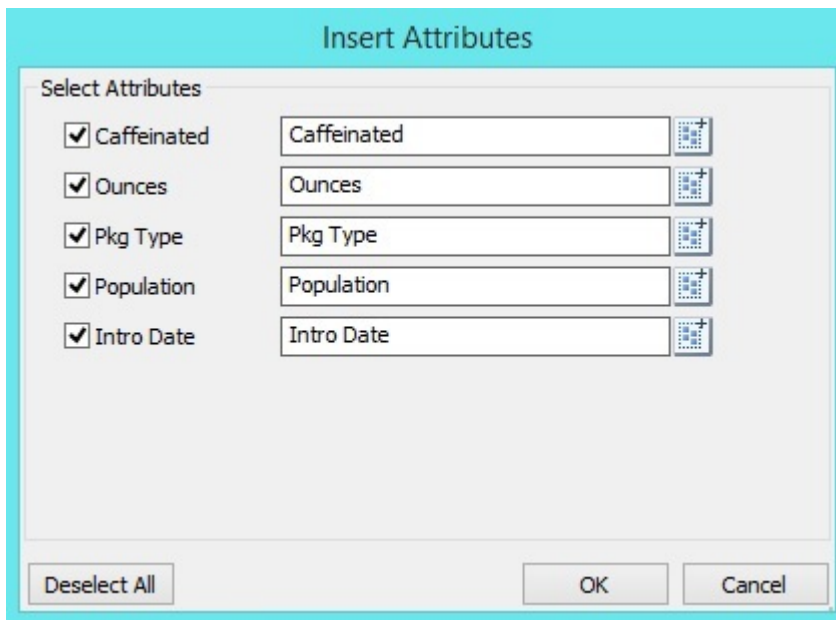 Insert Attributes
Select Attributes
Caffeinated Caffeinated
Ounces Ounces
Pkg Type Pkg Type
Population Population
Intro Date Intro Date
Deselect All OK Cancel